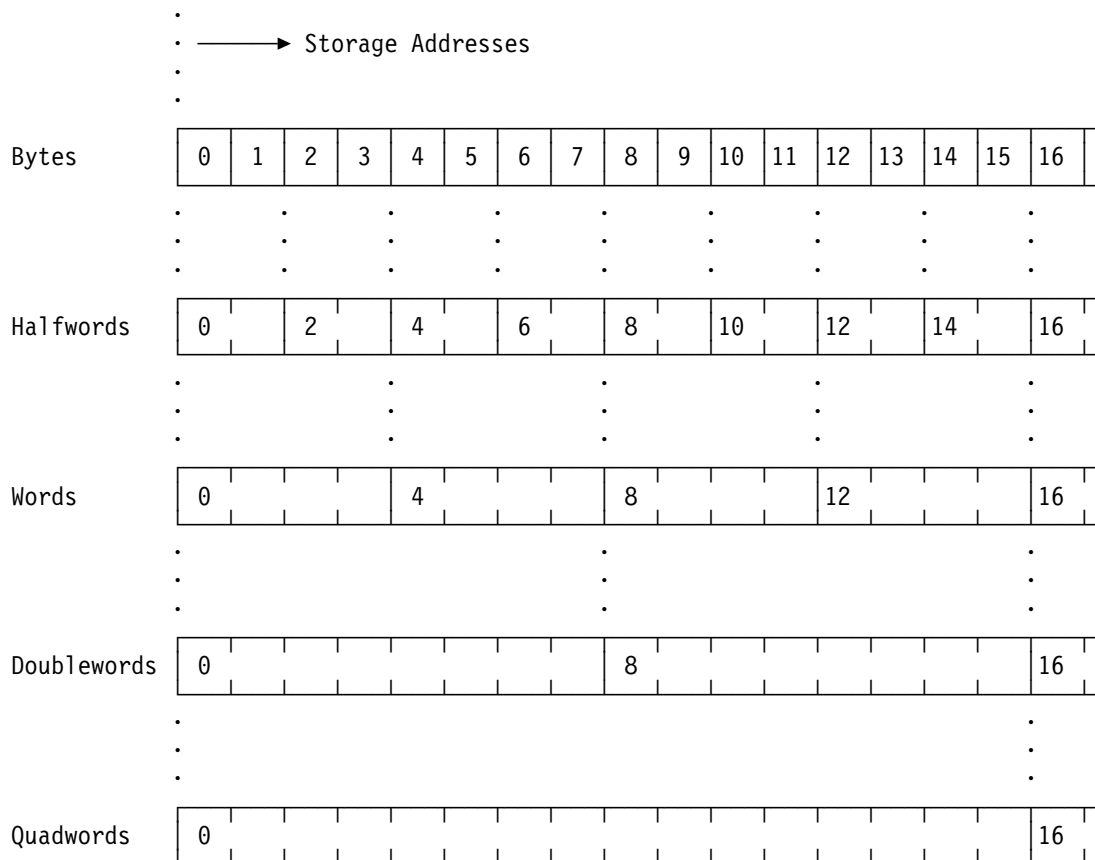 Storage Addresses
Bytes 0 1 2 3 4 5 6 7 8 9 10 11 12 13 14 15 16
Halfwords 0 2 4 6 8 10 12 14 16
Words 0 4 8 12 16
Doublewords 0 8 16
Quadwords 0 16